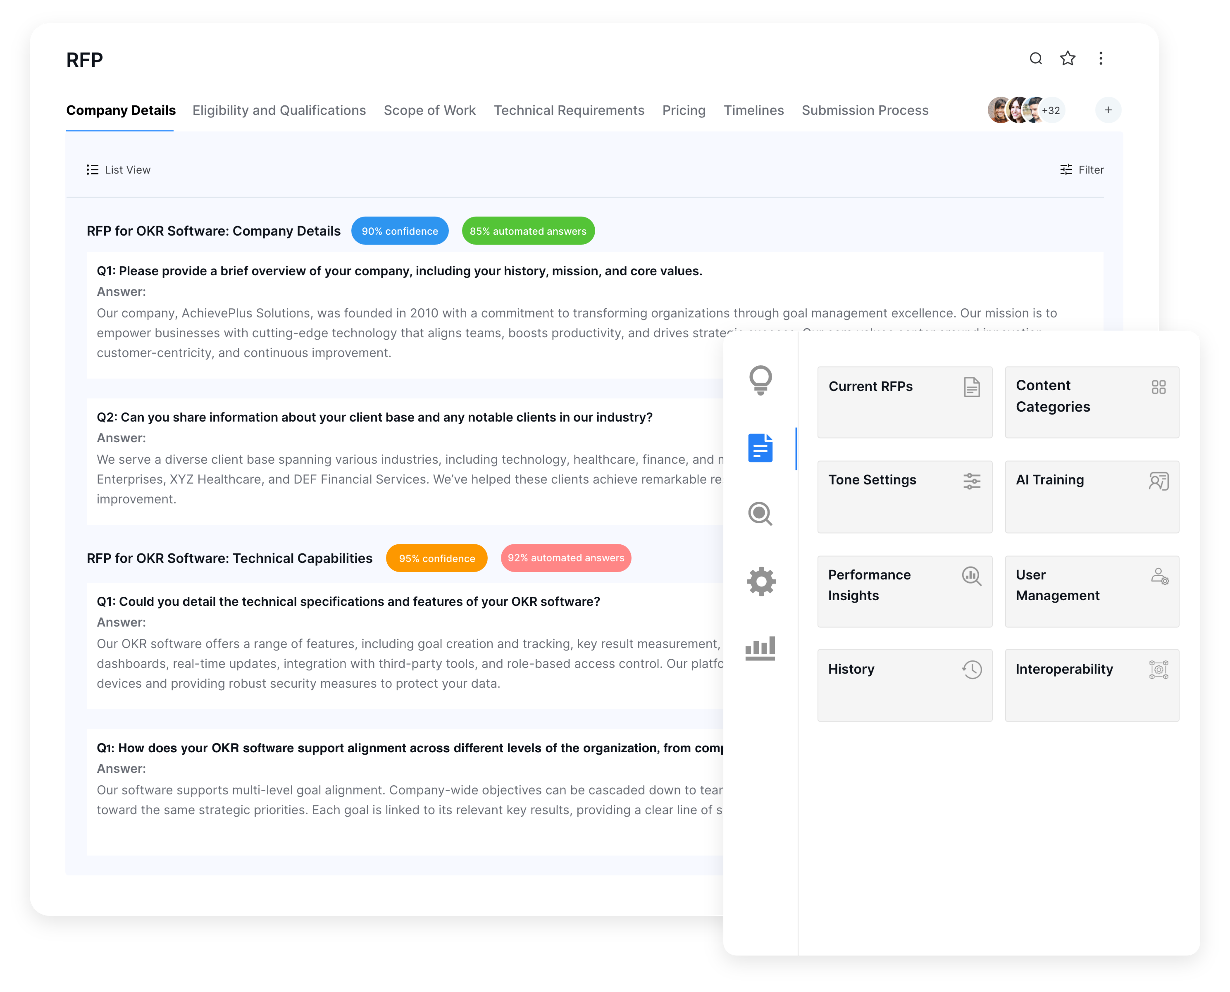 RFP
Company Details Eligibility and Qualifications Scope of Work Technical Requirements Pricing Timelines Submission Process +32 +
List View Filter
RFP for OKR Software: Company Details 90% confidence 85% automated answers
Q1: Please provide a brief overview of your company, including your history, mission, and core values.
Answer:
Our company, AchievePlus Solutions, was founded in 2010 with a commitment to transforming organizations through goal management excellence. Our mission is to
empower businesses with cutting-edge technology that aligns teams, boosts productivity, and drives
customer-centricity, and continuous improvement.
Q2: Can you share information about your client base and any notable clients in our industry?
Answer:
We serve a diverse client base spanning various industries, including technology, healthcare, finance, and
Enterprises, XYZ Healthcare, and DEF Financial Services. We've helped these clients achieve remarkable
improvement.
RFP for OKR Software: Technical Capabilities 95% confidence 92% automated answers
Q1: Could you detail the technical specifications and features of your OKR software?
Answer:
Our OKR software offers a range of features, including goal creation and tracking, key result measurement,
dashboards, real-time updates, integration with third-party tools, and role-based access control. Our
devices and providing robust security measures to protect your data.
Q1: How does your OKR software support alignment across different levels of the organization, from
Answer:
Our software supports multi-level goal alignment. Company-wide objectives can be cascaded down to
toward the same strategic priorities. Each goal is linked to its relevant key results, providing a clear line of
Current RFPs
Content
Categories
Tone Settings
AI Training
Performance
Insights
User
Management
History
Interoperability